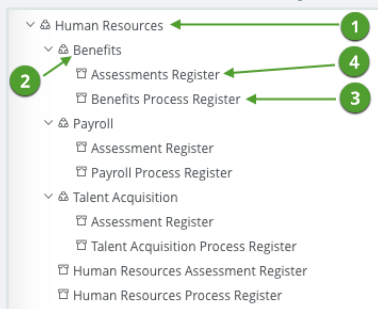 Human Resources 1
Benefits
2 Assessments Register 4
Benefits Process Register 3
Payroll
Assessment Register
Payroll Process Register
Talent Acquisition
Assessment Register
Talent Acquisition Process Register
Human Resources Assessment Register
Human Resources Process Register